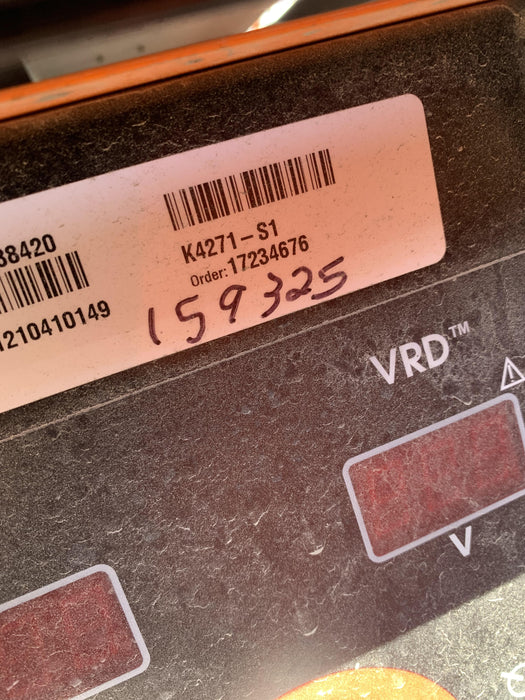 K4271-S1
38420
Order: 17234676
1210410149
159325
VRD™
V